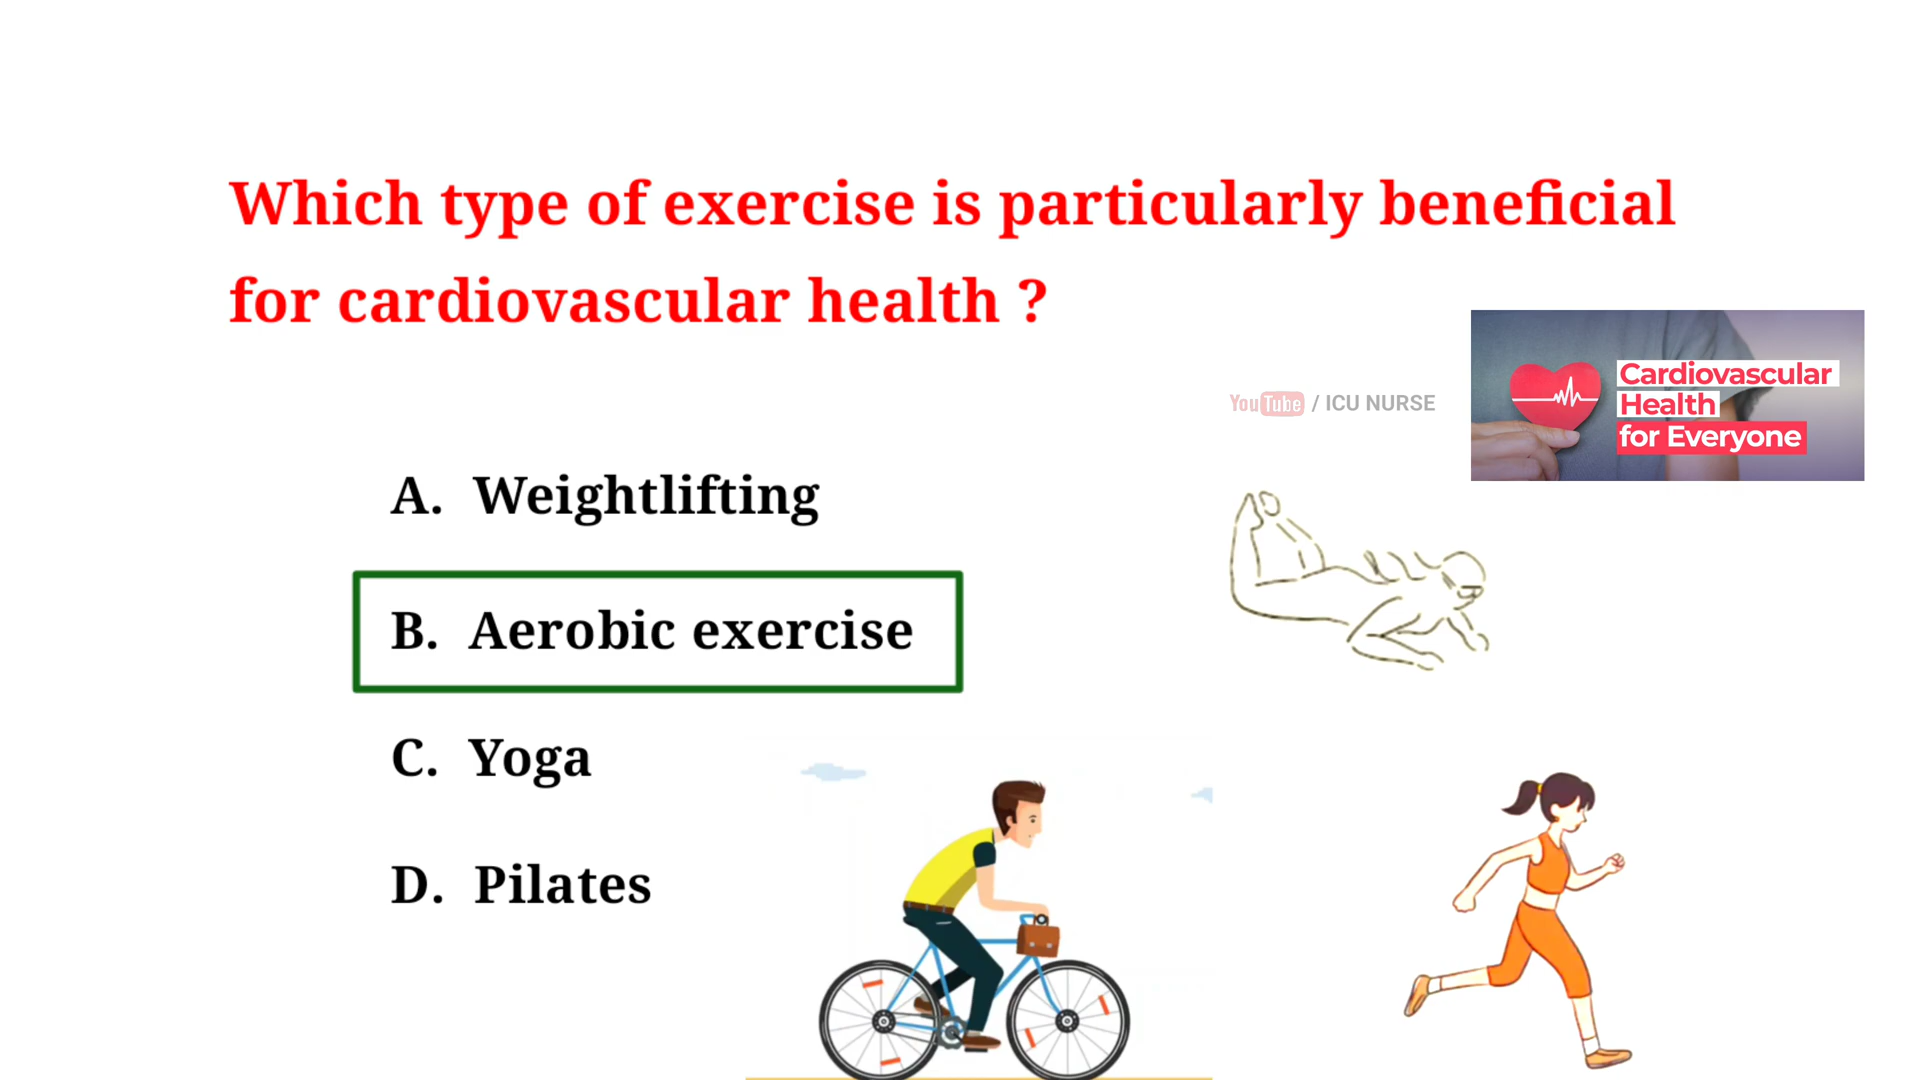 Which type of exercise is particularly beneficial
for cardiovascular health ?
YouTube / ICU NURSE
Cardiovascular
Health
for Everyone
A. Weightlifting
B. Aerobic exercise
C. Yoga
D. Pilates